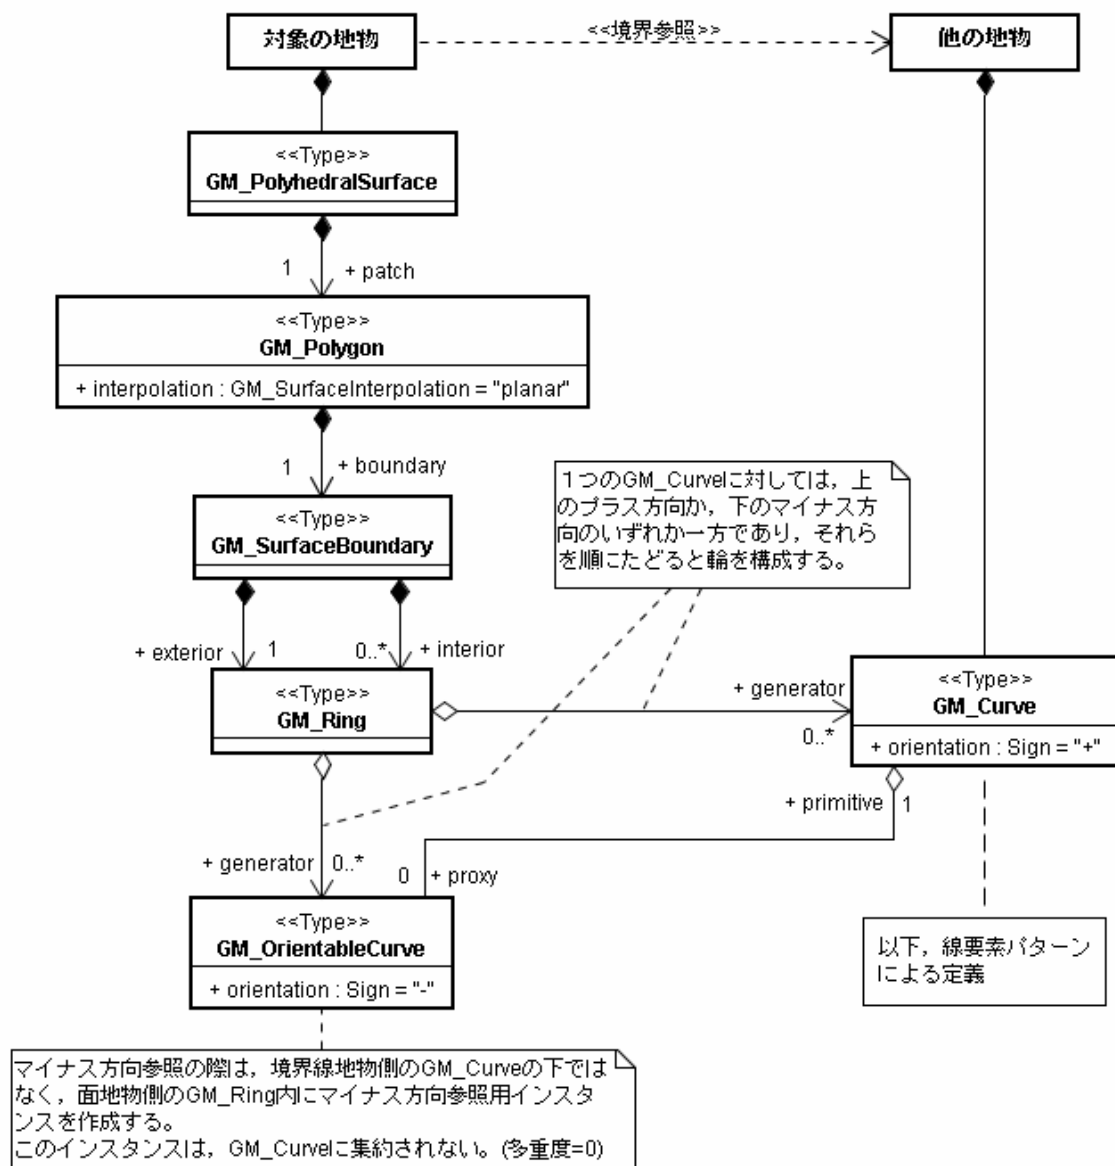 対象の地物
<<境界参照>>
他の地物
<<Type>>
GM_PolyhedralSurface
1
+ patch
<<Type>>
GM_Polygon
+ interpolation : GM_SurfaceInterpolation = "planar"
1
+ boundary
<<Type>>
GM_SurfaceBoundary
１つのGM_Curveに対しては，上
のプラス方向か，下のマイナス方
向のいずれか一方であり，それら
を順にたどると輪を構成する。
+ exterior
1
0..*
+ interior
<<Type>>
GM_Ring
+ generator
0..*
<<Type>>
GM_Curve
+ orientation : Sign = "+"
+ primitive
1
+ generator
0..*
0
+ proxy
<<Type>>
GM_OrientableCurve
+ orientation : Sign = "-"
以下，線要素パターン
による定義
マイナス方向参照の際は，境界線地物側のGM_Curveの下ではな
く，面地物側のGM_Ring内にマイナス方向参照用インスタ
ンスを作成する。
このインスタンスは，GM_Curveに集約されない。(多重度=0)